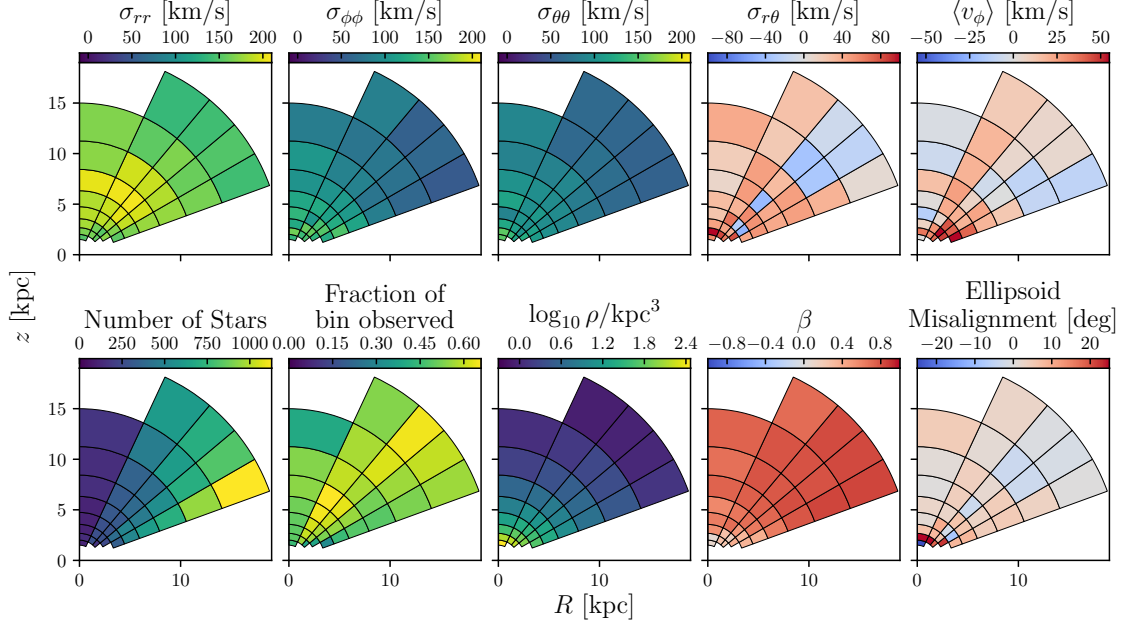 σ_rr [km/s] σ_ϕϕ [km/s] σ_θθ [km/s] σ_rθ [km/s] ⟨v_ϕ⟩ [km/s]
0 50 100 150 200 0 50 100 150 200 0 50 100 150 200 −80 −40 0 40 80 −50 −25 0 25 50
15
10
5
0
10 10
z [kpc]
Number of Stars Fraction of bin observed log₁₀ ρ/kpc³ β Ellipsoid Misalignment [deg]
0 250 500 750 1000 0.00 0.15 0.30 0.45 0.60 0.0 0.6 1.2 1.8 2.4 −0.8 −0.4 0.0 0.4 0.8 −20 −10 0 10 20
15
10
5
0
0 10 0 10 0 10 0 10 0 10
R [kpc]